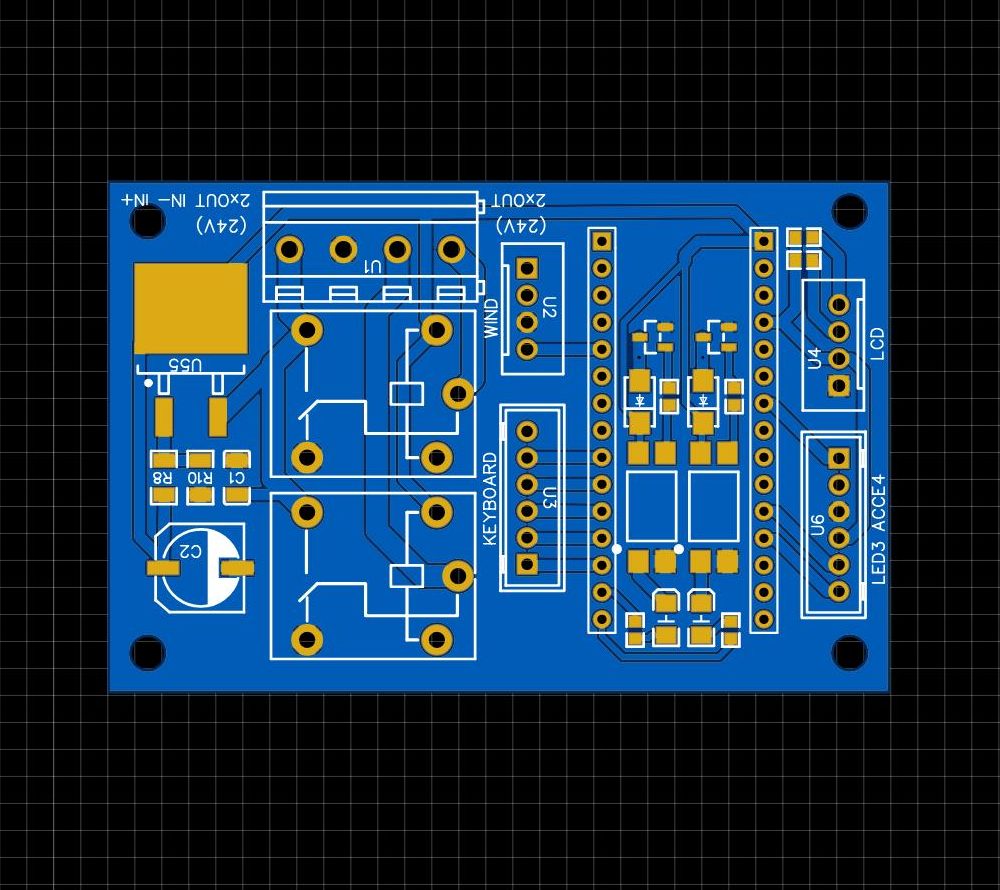 2xOUT IN- IN+
(24V)
2xOUT
(24V)
U1
U2
WIND
U4
LCD
U55
R8
R10
C1
KEYBOARD
U3
U6
LED3 ACCE4
C2